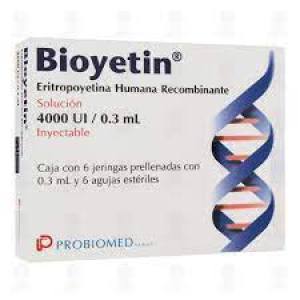 Bioyetin®
Eritropoyetina Humana Recombinante
Solución
4000 UI / 0.3 mL
Inyectable
Caja con 6 jeringas prellenadas con
0.3 mL y 6 agujas estériles
PROBIOMED